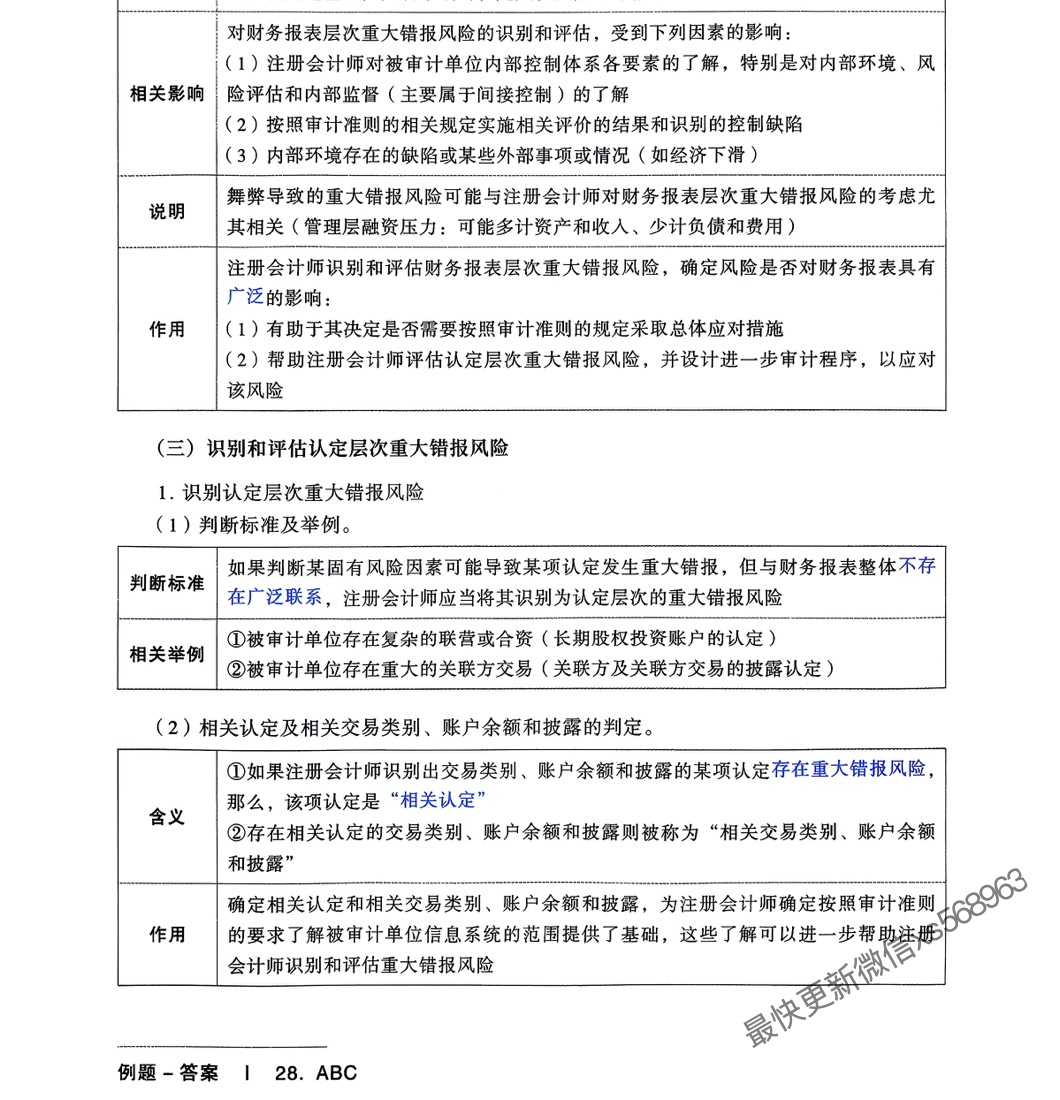 相关影响
对财务报表层次重大错报风险的识别和评估，受到下列因素的影响：
（1）注册会计师对被审计单位内部控制体系各要素的了解，特别是对内部环境、风
险评估和内部监督（主要属于间接控制）的了解
（2）按照审计准则的相关规定实施相关评价的结果和识别的控制缺陷
（3）内部环境存在的缺陷或某些外部事项或情况（如经济下滑）
说明
舞弊导致的重大错报风险可能与注册会计师对财务报表层次重大错报风险的考虑尤
其相关（管理层融资压力：可能多计资产和收入、少计负债和费用）
作用
注册会计师识别和评估财务报表层次重大错报风险，确定风险是否对财务报表具有
广泛的影响：
（1）有助于其决定是否需要按照审计准则的规定采取总体应对措施
（2）帮助注册会计师评估认定层次重大错报风险，并设计进一步审计程序，以应对
该风险
（三）识别和评估认定层次重大错报风险
1. 识别认定层次重大错报风险
（1）判断标准及举例。
判断标准
如果判断某固有风险因素可能导致某项认定发生重大错报，但与财务报表整体不存
在广泛联系，注册会计师应当将其识别为认定层次的重大错报风险
相关举例
①被审计单位存在复杂的联营或合资（长期股权投资账户的认定）
②被审计单位存在重大的关联方交易（关联方及关联方交易的披露认定）
（2）相关认定及相关交易类别、账户余额和披露的判定。
含义
①如果注册会计师识别出交易类别、账户余额和披露的某项认定存在重大错报风险，
那么，该项认定是“相关认定”
②存在相关认定的交易类别、账户余额和披露则被称为“相关交易类别、账户余额
和披露”
作用
确定相关认定和相关交易类别、账户余额和披露，为注册会计师确定按照审计准则
的要求了解被审计单位信息系统的范围提供了基础，这些了解可以进一步帮助注册
会计师识别和评估重大错报风险
最快更新微信xs568963
例题－答案 | 28. ABC